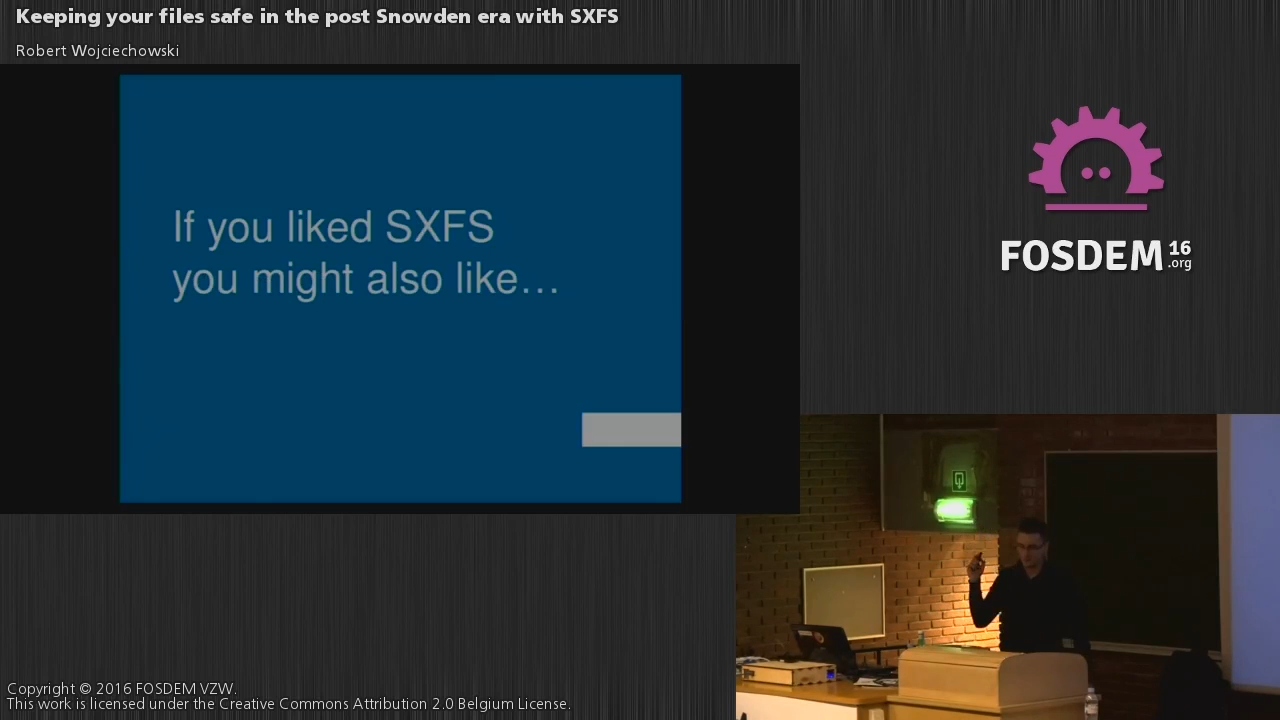 Keeping your files safe in the post Snowden era with SXFS
Robert Wojciechowski
If you liked SXFS
you might also like…
FOSDEM 16
.org
Copyright © 2016 FOSDEM VZW.
This work is licensed under the Creative Commons Attribution 2.0 Belgium License.